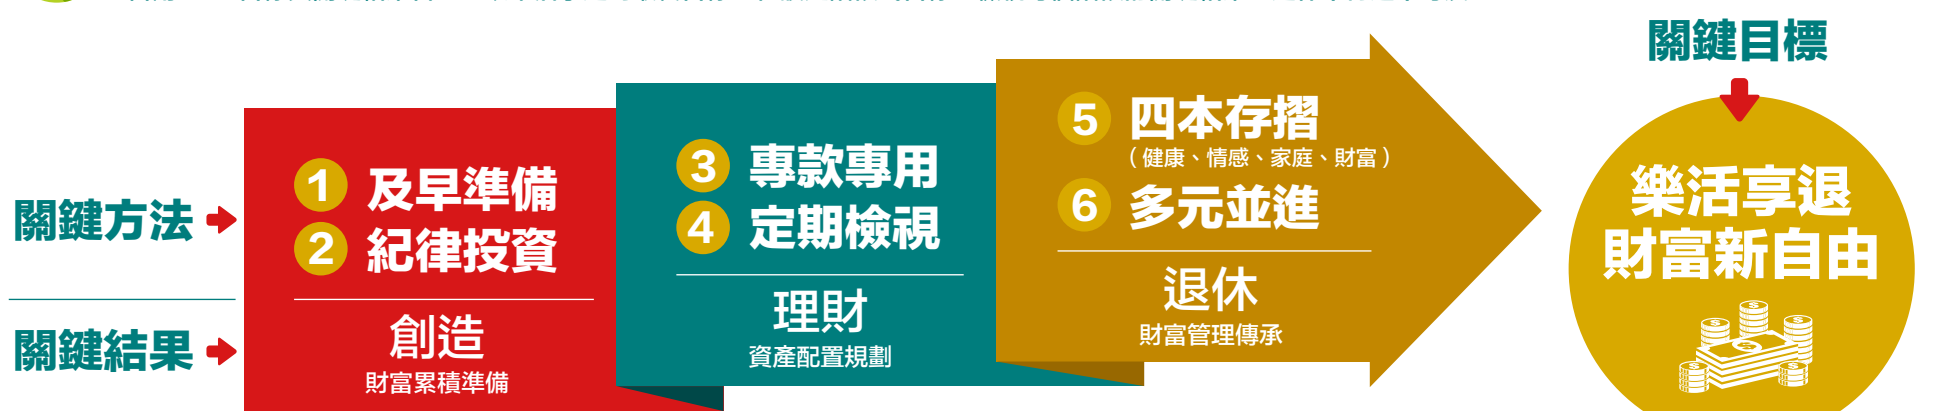 關鍵目標
關鍵方法
1 及早準備
2 紀律投資
3 專款專用
4 定期檢視
5 四本存摺
（健康、情感、家庭、財富）
6 多元並進
樂活享退
財富新自由
關鍵結果
創造
財富累積準備
理財
資產配置規劃
退休
財富管理傳承